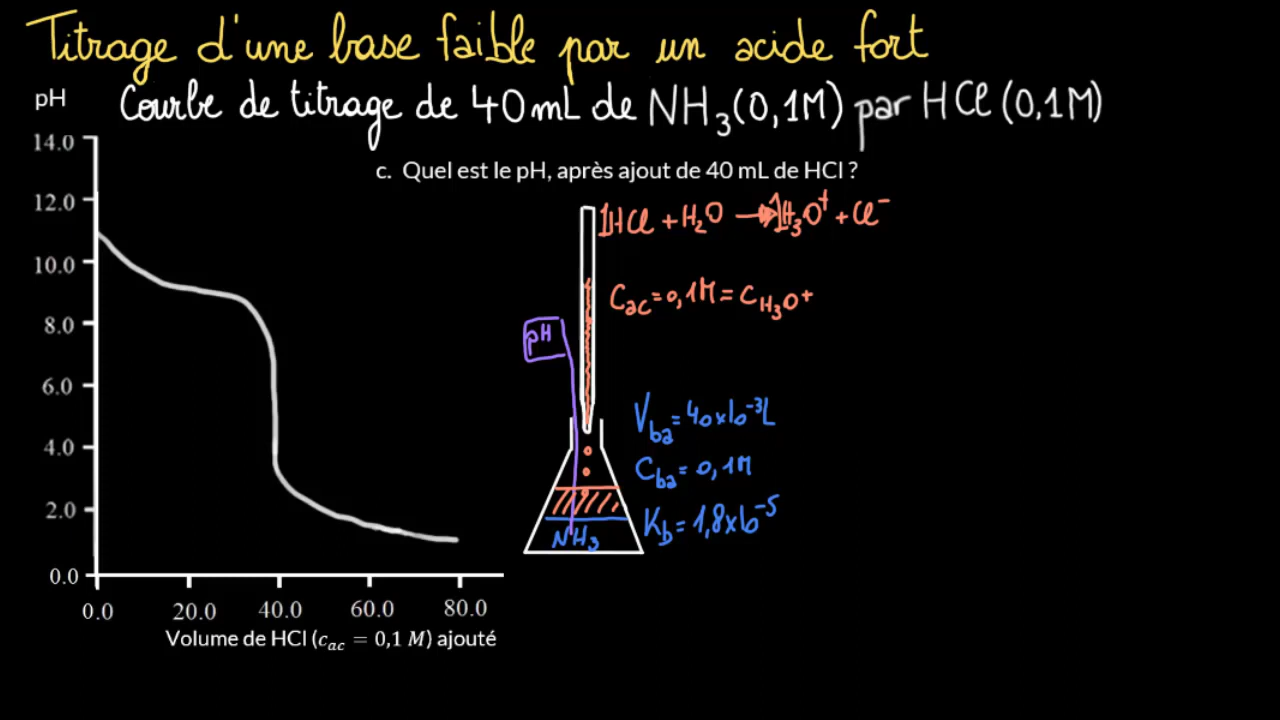 Titrage d'une base faible par un acide fort
pH
Courbe de titrage de 40 mL de NH₃ (0,1M) par HCl (0,1M)
14.0
c. Quel est le pH, après ajout de 40 mL de HCl ?
12.0
1HCl + H₂O → 1H₃O⁺ + Cl⁻
10.0
Cac = 0,1M = CH₃O⁺
8.0
pH
6.0
Vba = 40×10⁻³L
4.0
Cba = 0,1M
2.0
Kb = 1,8×10⁻⁵
NH₃
0.0
0.0 20.0 40.0 60.0 80.0
Volume de HCl (cac = 0,1 M) ajouté